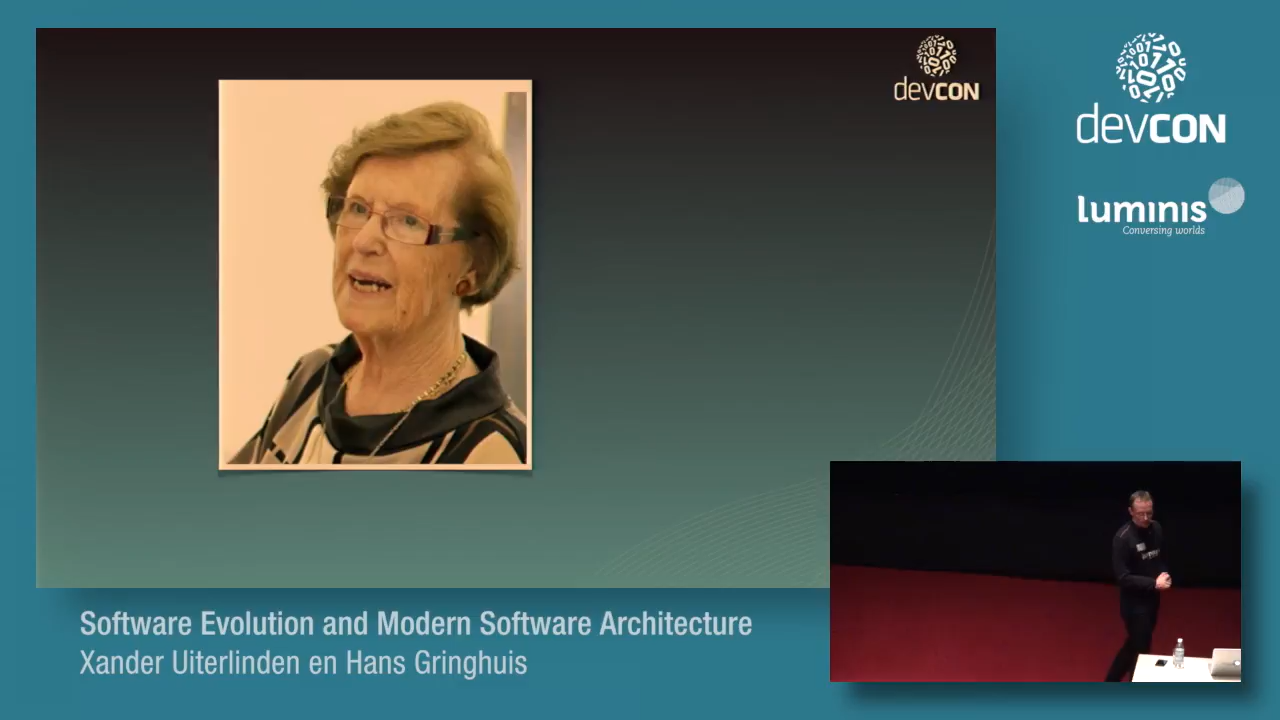 devCON
devCON
luminis
Conversing worlds
Software Evolution and Modern Software Architecture
Xander Uiterlinden en Hans Gringhuis